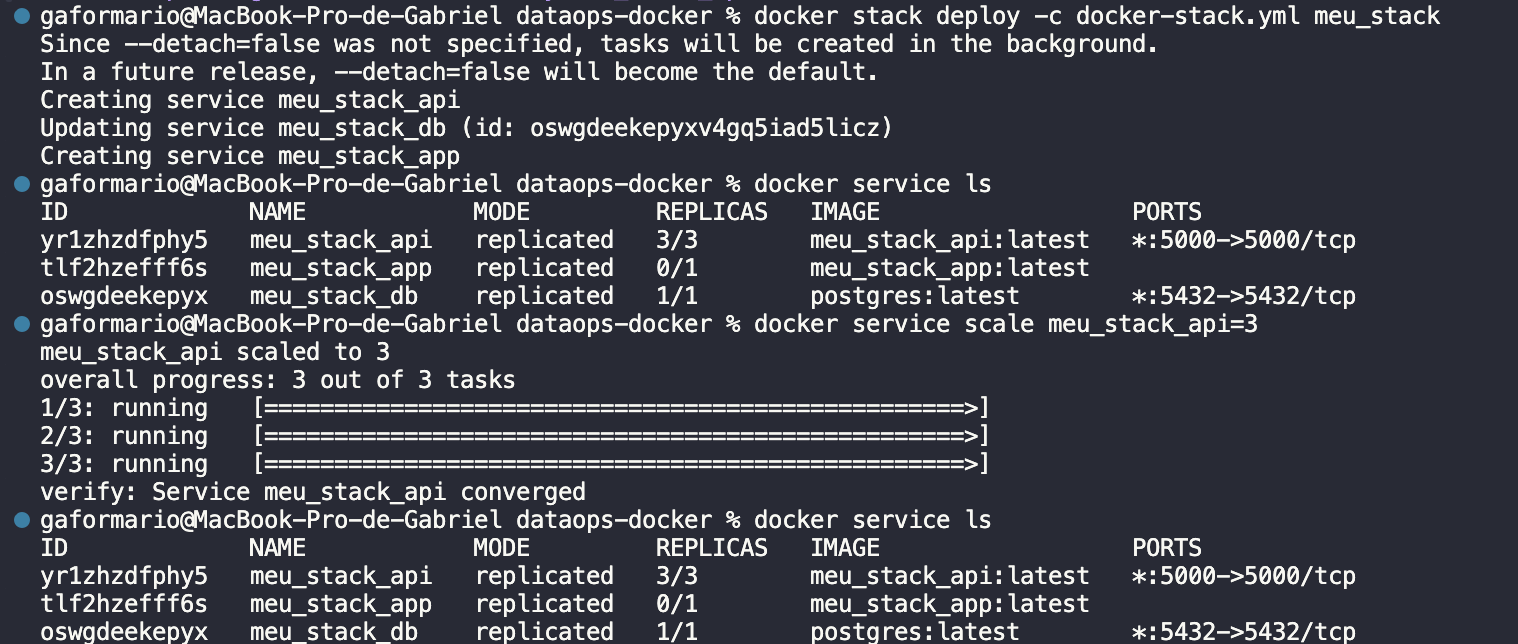 gaformario@MacBook-Pro-de-Gabriel dataops-docker % docker stack deploy -c docker-stack.yml meu_stack
Since --detach=false was not specified, tasks will be created in the background.
In a future release, --detach=false will become the default.
Creating service meu_stack_api
Updating service meu_stack_db (id: oswgdeekepyxv4gq5iad5licz)
Creating service meu_stack_app
gaformario@MacBook-Pro-de-Gabriel dataops-docker % docker service ls
ID NAME MODE REPLICAS IMAGE PORTS
yr1zhzdfphy5 meu_stack_api replicated 3/3 meu_stack_api:latest *:5000->5000/tcp
tlf2hzefff6s meu_stack_app replicated 0/1 meu_stack_app:latest
oswgdeekepyx meu_stack_db replicated 1/1 postgres:latest *:5432->5432/tcp
gaformario@MacBook-Pro-de-Gabriel dataops-docker % docker service scale meu_stack_api=3
meu_stack_api scaled to 3
overall progress: 3 out of 3 tasks
1/3: running [==================================================>]
2/3: running [==================================================>]
3/3: running [==================================================>]
verify: Service meu_stack_api converged
gaformario@MacBook-Pro-de-Gabriel dataops-docker % docker service ls
ID NAME MODE REPLICAS IMAGE PORTS
yr1zhzdfphy5 meu_stack_api replicated 3/3 meu_stack_api:latest *:5000->5000/tcp
tlf2hzefff6s meu_stack_app replicated 0/1 meu_stack_app:latest
oswgdeekepyx meu_stack_db replicated 1/1 postgres:latest *:5432->5432/tcp